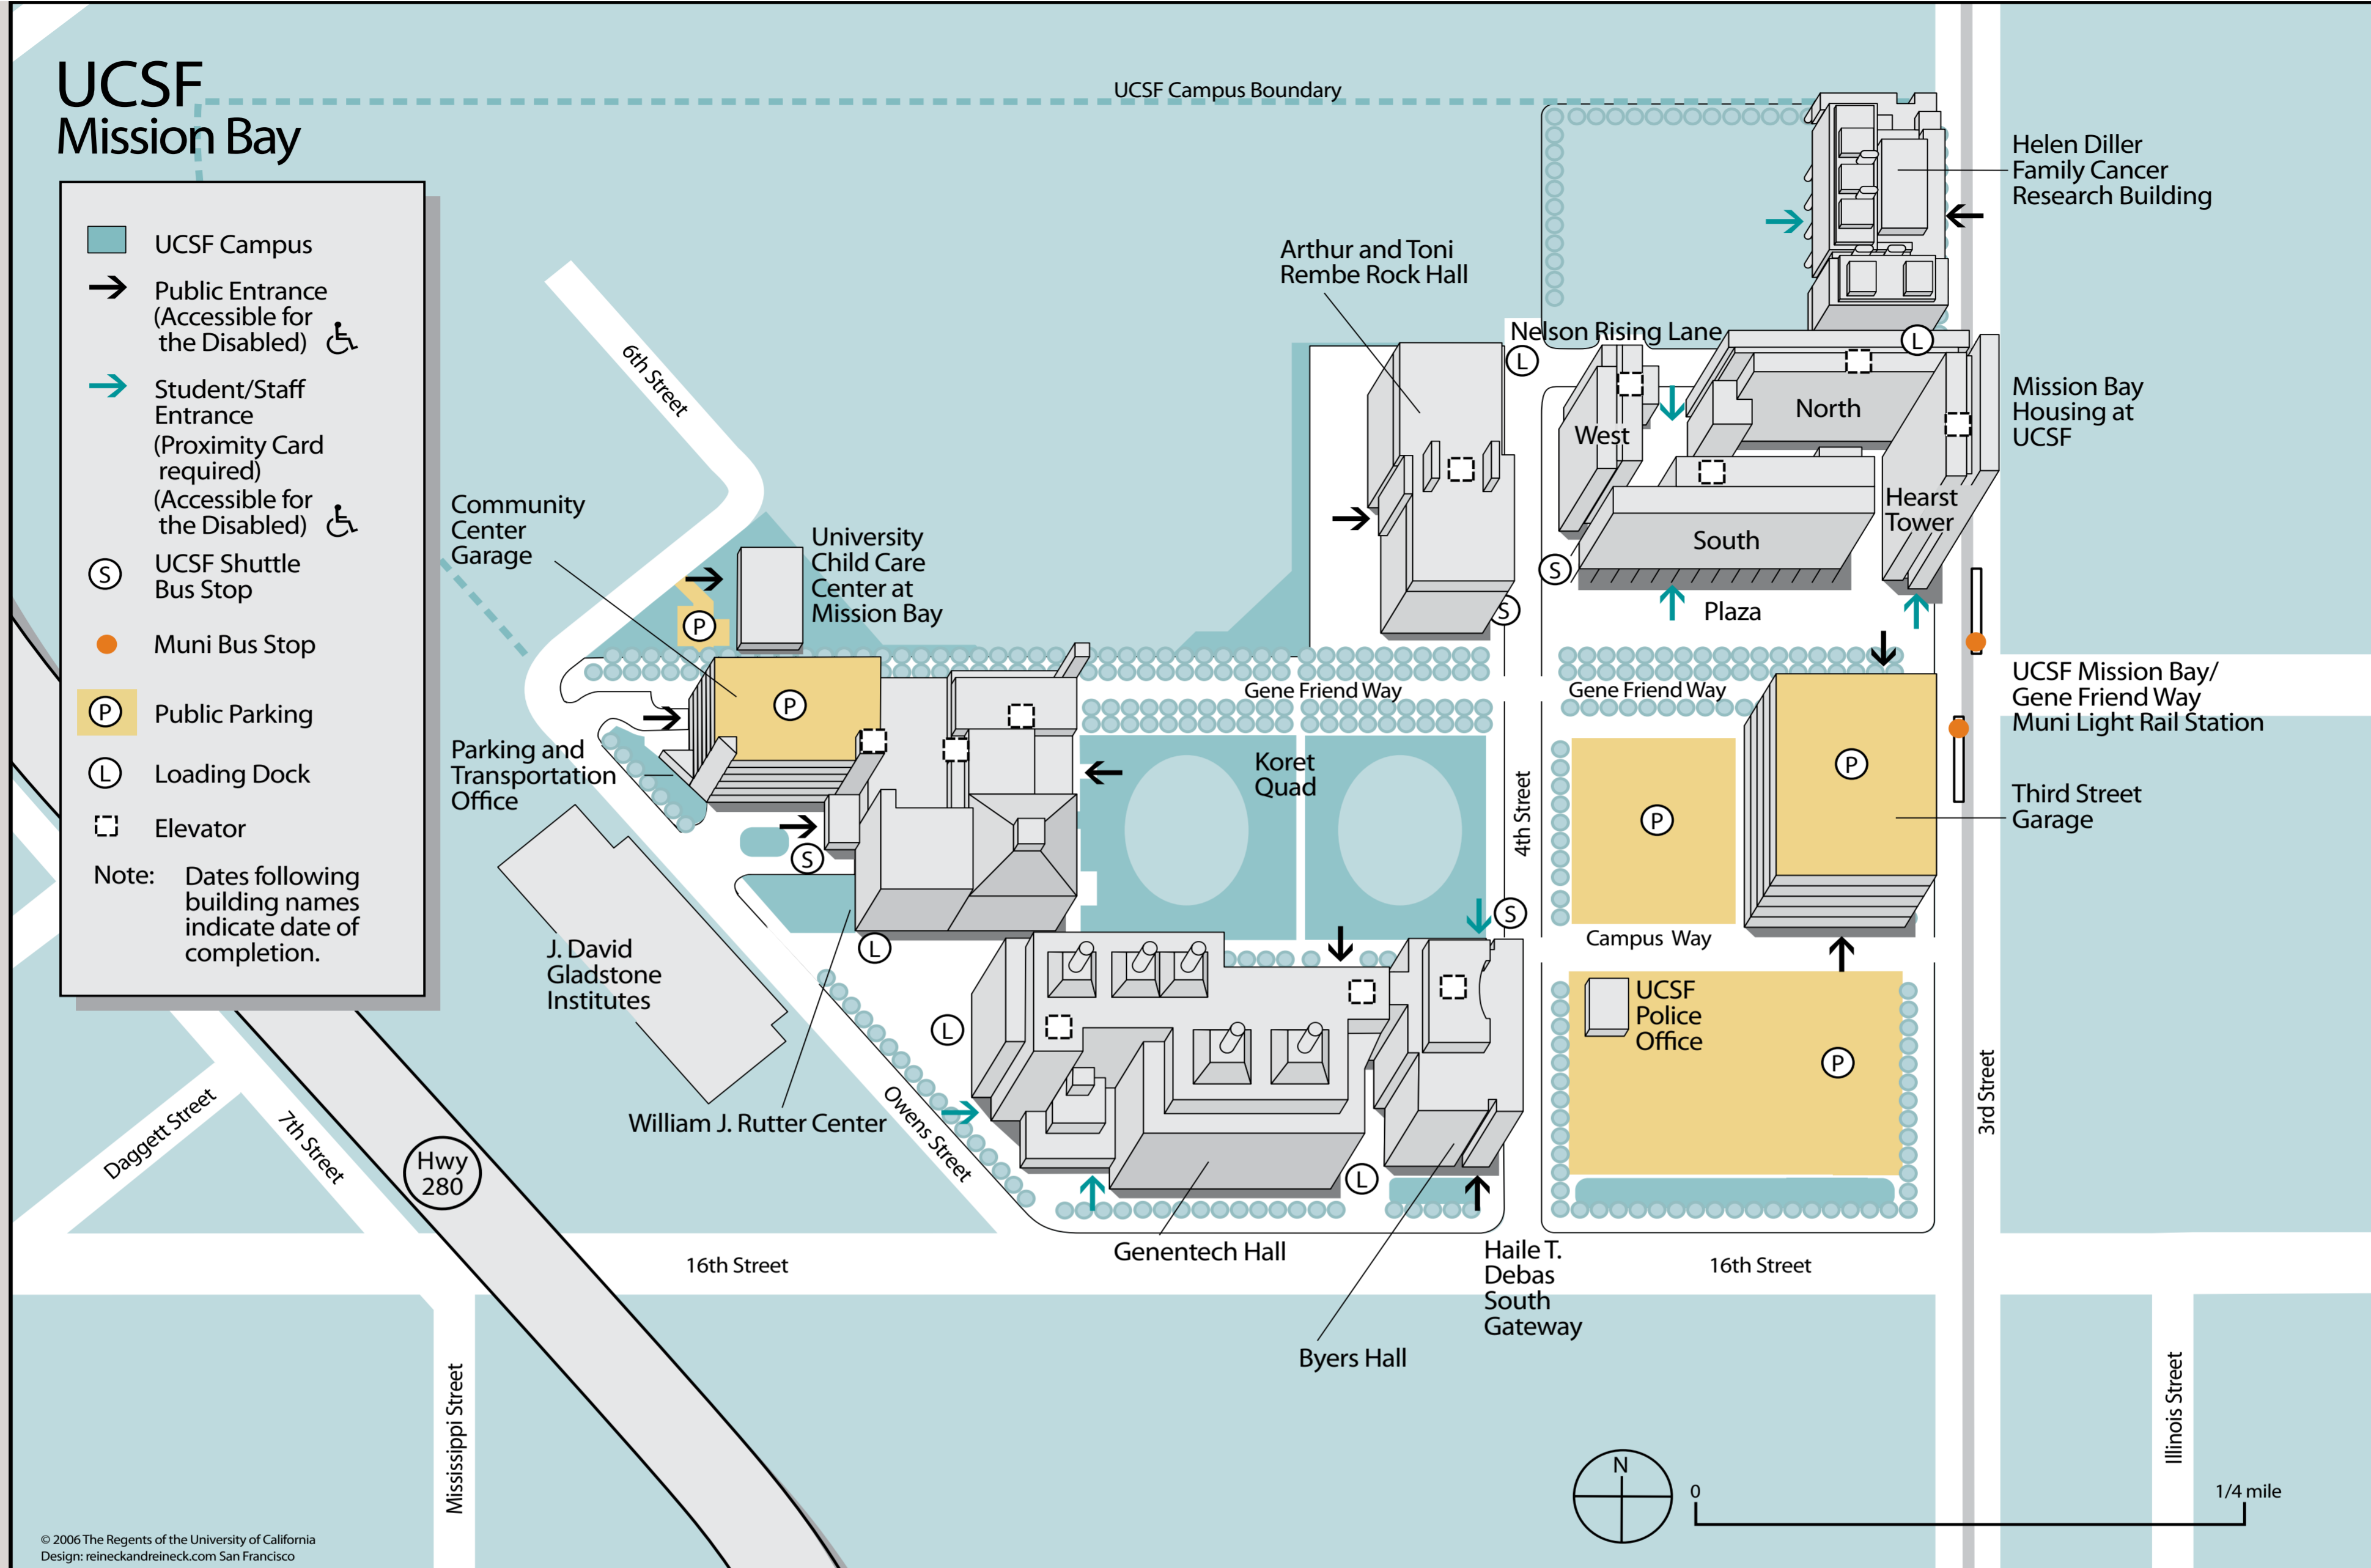 UCSF
Mission Bay
UCSF Campus
Public Entrance
(Accessible for
the Disabled)
Student/Staff
Entrance
(Proximity Card
required)
(Accessible for
the Disabled)
S
UCSF Shuttle
Bus Stop
Muni Bus Stop
P
Public Parking
L
Loading Dock
Elevator
Note: Dates following
building names
indicate date of
completion.
UCSF Campus Boundary
Helen Diller
Family Cancer
Research Building
Arthur and Toni
Rembe Rock Hall
Nelson Rising Lane
L
L
6th Street
Mission Bay
Housing at
UCSF
North
West
Hearst
Tower
South
S
S
Plaza
Community
Center
Garage
University
Child Care
Center at
Mission Bay
P
P
Gene Friend Way
Gene Friend Way
UCSF Mission Bay/
Gene Friend Way
Muni Light Rail Station
Parking and
Transportation
Office
Koret
Quad
4th Street
P
P
Third Street
Garage
S
S
Campus Way
L
J. David
Gladstone
Institutes
UCSF
Police
Office
P
L
L
William J. Rutter Center
Owens Street
3rd Street
Daggett Street
7th Street
Hwy
280
Genentech Hall
Haile T.
Debas
South
Gateway
16th Street
16th Street
Byers Hall
Mississippi Street
Illinois Street
N
0
1/4 mile
© 2006 The Regents of the University of California
Design: reineckandreineck.com San Francisco